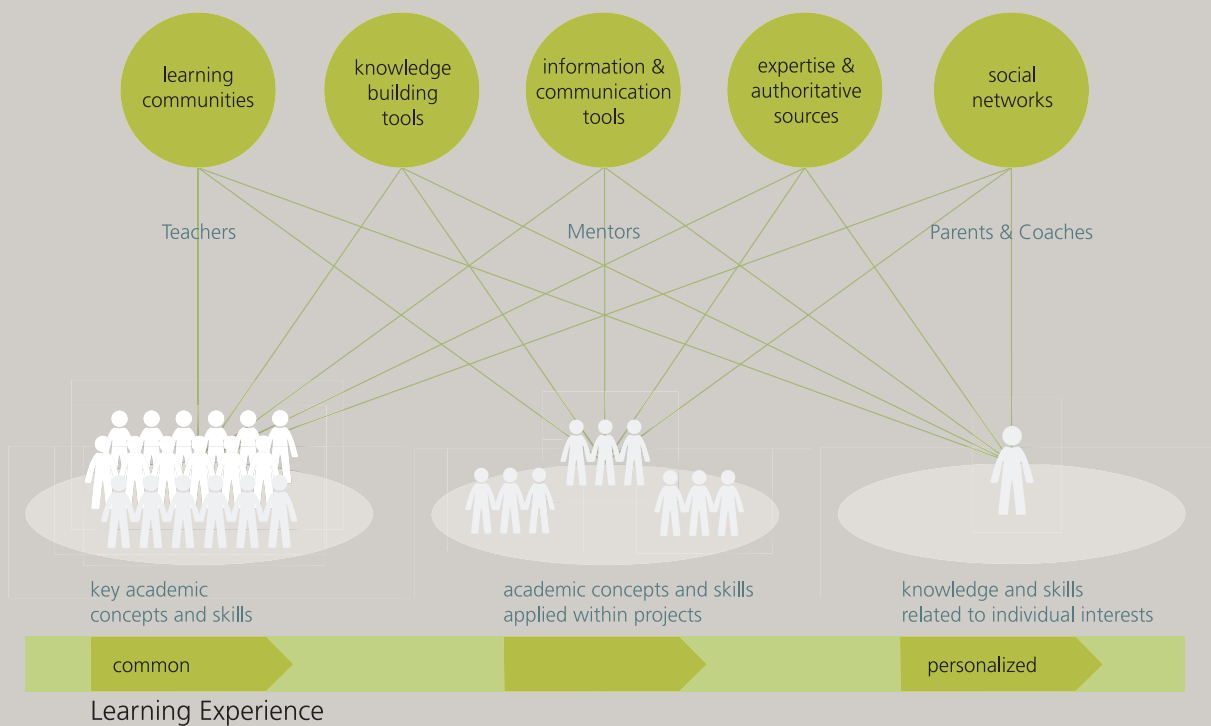 learning
communities
knowledge
building
tools
information &
communication
tools
expertise &
authoritative
sources
social
networks
Teachers
Mentors
Parents & Coaches
key academic
concepts and skills
academic concepts and skills
applied within projects
knowledge and skills
related to individual interests
common
personalized
Learning Experience